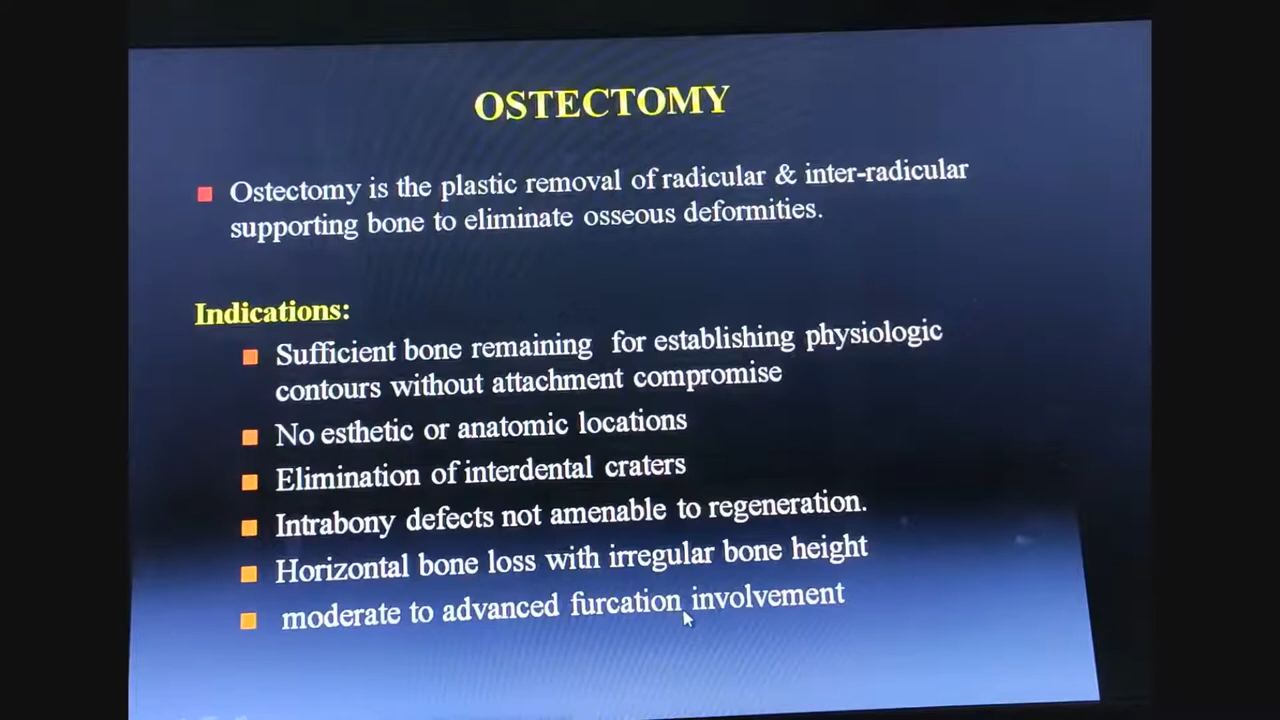 OSTECTOMY
Ostectomy is the plastic removal of radicular & inter-radicular
supporting bone to eliminate osseous deformities.
Indications:
Sufficient bone remaining for establishing physiologic
contours without attachment compromise
No esthetic or anatomic locations
Elimination of interdental craters
Intrabony defects not amenable to regeneration.
Horizontal bone loss with irregular bone height
moderate to advanced furcation involvement